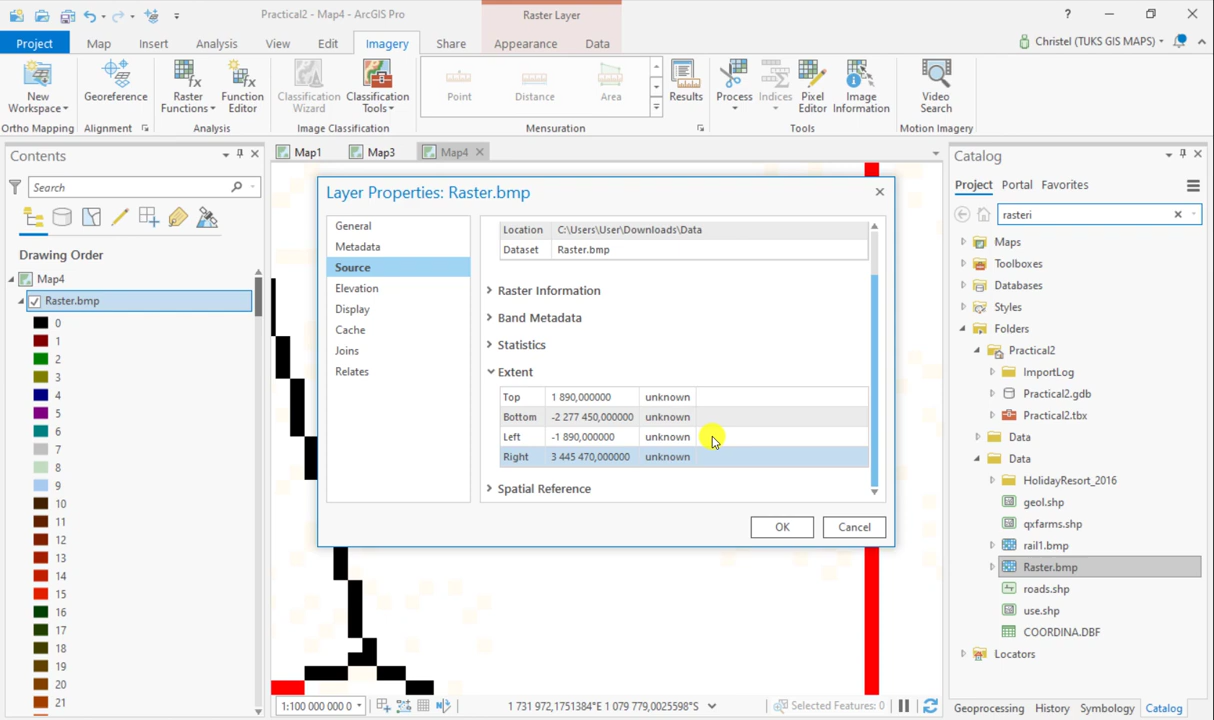 Practical2 - Map4 - ArcGIS Pro
Raster Layer
?
Project Map Insert Analysis View Edit Imagery Share Appearance Data
Christel (TUKS GIS MAPS)
New Workspace
Georeference
Raster Functions
Function Editor
Classification Wizard
Classification Tools
Point
Distance
Area
Results
Process
Indices
Pixel Editor
Image Information
Video Search
Ortho Mapping
Alignment
Analysis
Image Classification
Mensuration
Tools
Motion Imagery
Contents
Search
Drawing Order
Map4
Raster.bmp
0
1
2
3
4
5
6
7
8
9
10
11
12
13
14
15
16
17
18
19
20
21
Map1 Map3 Map4
Layer Properties: Raster.bmp
General
Metadata
Source
Elevation
Display
Cache
Joins
Relates
Location C:\Users\User\Downloads\Data
Dataset Raster.bmp
Raster Information
Band Metadata
Statistics
Extent
Top 1 890,000000 unknown
Bottom -2 277 450,000000 unknown
Left -1 890,000000 unknown
Right 3 445 470,000000 unknown
Spatial Reference
OK Cancel
1:100 000 000 0
1 731 972,1751384°E 1 079 779,0025598°S
Selected Features: 0
Catalog
Project Portal Favorites
rasteri
Maps
Toolboxes
Databases
Styles
Folders
Practical2
ImportLog
Practical2.gdb
Practical2.tbx
Data
Data
HolidayResort_2016
geol.shp
qxfarms.shp
rail1.bmp
Raster.bmp
roads.shp
use.shp
COORDINA.DBF
Locators
Geoprocessing History Symbology Catalog